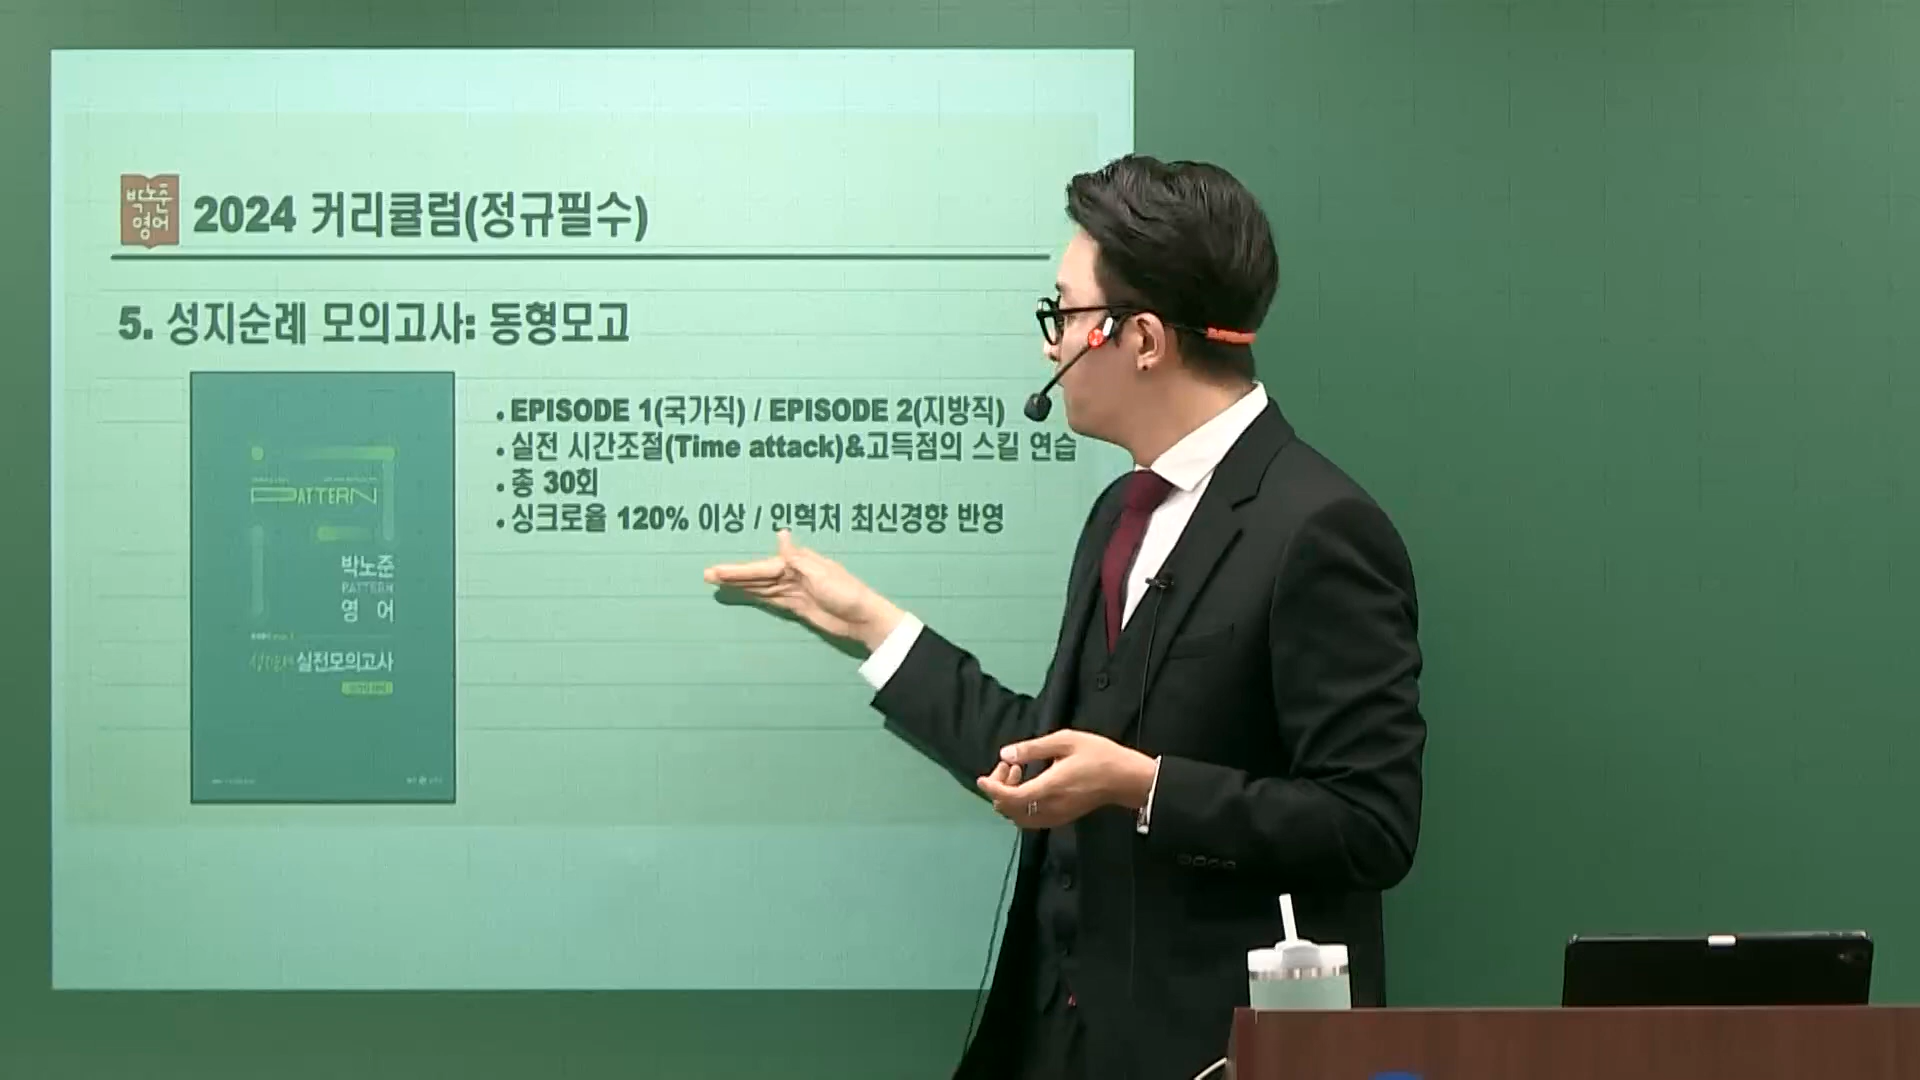 박노준
영어
2024 커리큘럼(정규필수)
5. 성지순례 모의고사: 동형모고
• EPISODE 1(국가직) / EPISODE 2(지방직)
• 실전 시간조절(Time attack)&고득점의 스킬 연습
• 총 30회
• 싱크로율 120% 이상 / 인혁처 최신경향 반영
PATTERN
박노준
PATTERN
영 어
실전모의고사